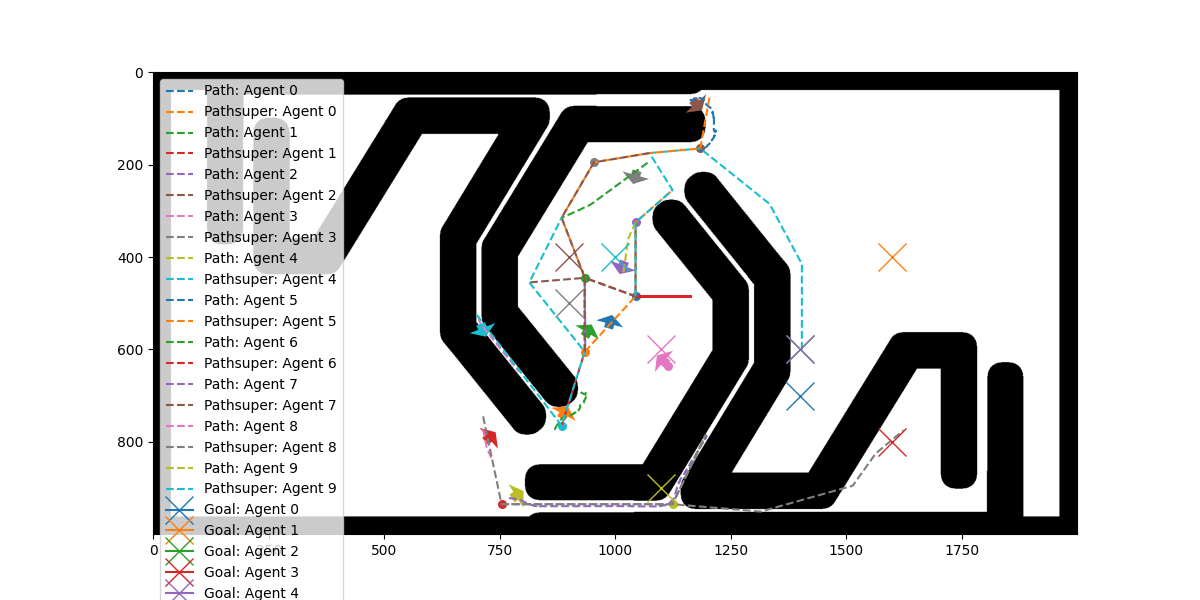 0
200
400
600
800
0
500
750
1000
1250
1500
1750
Path: Agent 0
Pathsuper: Agent 0
Path: Agent 1
Pathsuper: Agent 1
Path: Agent 2
Pathsuper: Agent 2
Path: Agent 3
Pathsuper: Agent 3
Path: Agent 4
Pathsuper: Agent 4
Path: Agent 5
Pathsuper: Agent 5
Path: Agent 6
Pathsuper: Agent 6
Path: Agent 7
Pathsuper: Agent 7
Path: Agent 8
Pathsuper: Agent 8
Path: Agent 9
Pathsuper: Agent 9
Goal: Agent 0
Goal: Agent 1
Goal: Agent 2
Goal: Agent 3
Goal: Agent 4